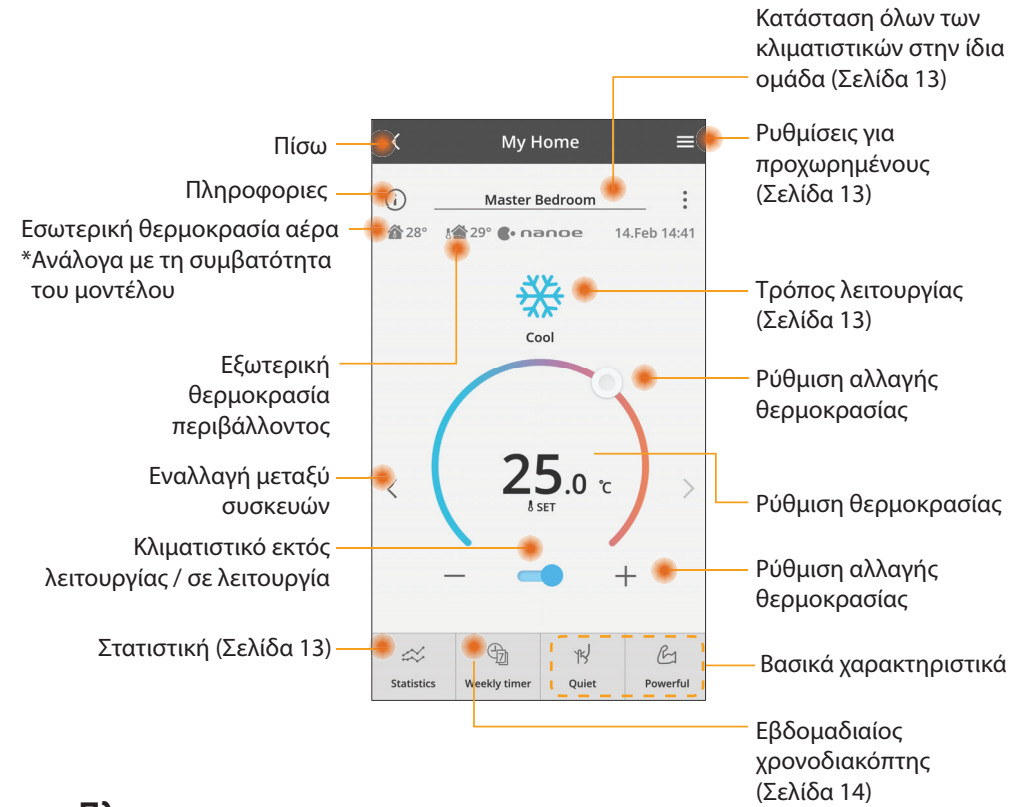 Κατάσταση όλων των
κλιματιστικών στην ίδια
ομάδα (Σελίδα 13)
Πίσω
My Home
Ρυθμίσεις για
προχωρημένους
(Σελίδα 13)
Πληροφοριες
Master Bedroom
Εσωτερική θερμοκρασία αέρα
*Ανάλογα με τη συμβατότητα
του μοντέλου
28°
29°
nanoe
14.Feb 14:41
Τρόπος λειτουργίας
(Σελίδα 13)
Cool
Εξωτερική
θερμοκρασία
περιβάλλοντος
Ρύθμιση αλλαγής
θερμοκρασίας
Εναλλαγή μεταξύ
συσκευών
25.0 °C
SET
Ρύθμιση θερμοκρασίας
Κλιματιστικό εκτός
λειτουργίας / σε λειτουργία
Ρύθμιση αλλαγής
θερμοκρασίας
Στατιστική (Σελίδα 13)
7
Statistics
Weekly timer
Quiet
Powerful
Βασικά χαρακτηριστικά
Εβδομαδιαίος
χρονοδιακόπτης
(Σελίδα 14)